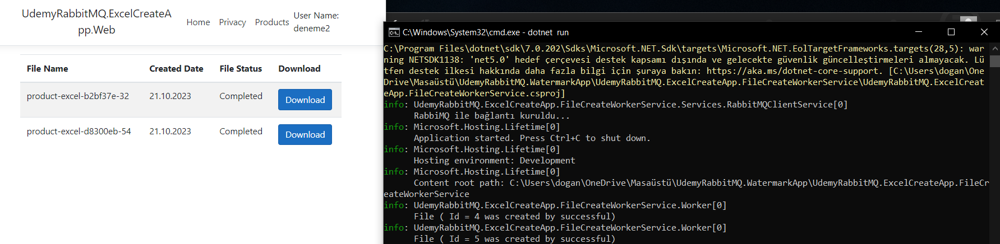 UdemyRabbitMQ.ExcelCreateA
pp.Web
Home Privacy Products
User Name:
deneme2
File Name Created Date File Status Download
product-excel-b2bf37e-32 21.10.2023 Completed Download
product-excel-d8300eb-54 21.10.2023 Completed Download
C:\Windows\System32\cmd.exe - dotnet run
C:\Program Files\dotnet\sdk\7.0.202\Sdks\Microsoft.NET.Sdk\targets\Microsoft.NET.EolTargetFrameworks.targets(28,5): war
ning NETSDK1138: 'net5.0' hedef çerçevesi destek kapsamı dışında ve gelecekte güvenlik güncelleştirmeleri almayacak. Lü
tfen destek ilkesi hakkında daha fazla bilgi için şuraya bakın: https://aka.ms/dotnet-core-support. [C:\Users\dogan\One
Drive\Masaüstü\UdemyRabbitMQ.WatermarkApp\UdemyRabbitMQ.ExcelCreateApp.FileCreateWorkerService\UdemyRabbitMQ.ExcelCreat
eApp.FileCreateWorkerService.csproj]
info: UdemyRabbitMQ.ExcelCreateApp.FileCreateWorkerService.Services.RabbitMQClientService[0]
RabbiMQ ile bağlantı kuruldu...
info: Microsoft.Hosting.Lifetime[0]
Application started. Press Ctrl+C to shut down.
info: Microsoft.Hosting.Lifetime[0]
Hosting environment: Development
info: Microsoft.Hosting.Lifetime[0]
Content root path: C:\Users\dogan\OneDrive\Masaüstü\UdemyRabbitMQ.WatermarkApp\UdemyRabbitMQ.ExcelCreateApp.FileCr
eateWorkerService
info: UdemyRabbitMQ.ExcelCreateApp.FileCreateWorkerService.Worker[0]
File ( Id = 4 was created by successful)
info: UdemyRabbitMQ.ExcelCreateApp.FileCreateWorkerService.Worker[0]
File ( Id = 5 was created by successful)